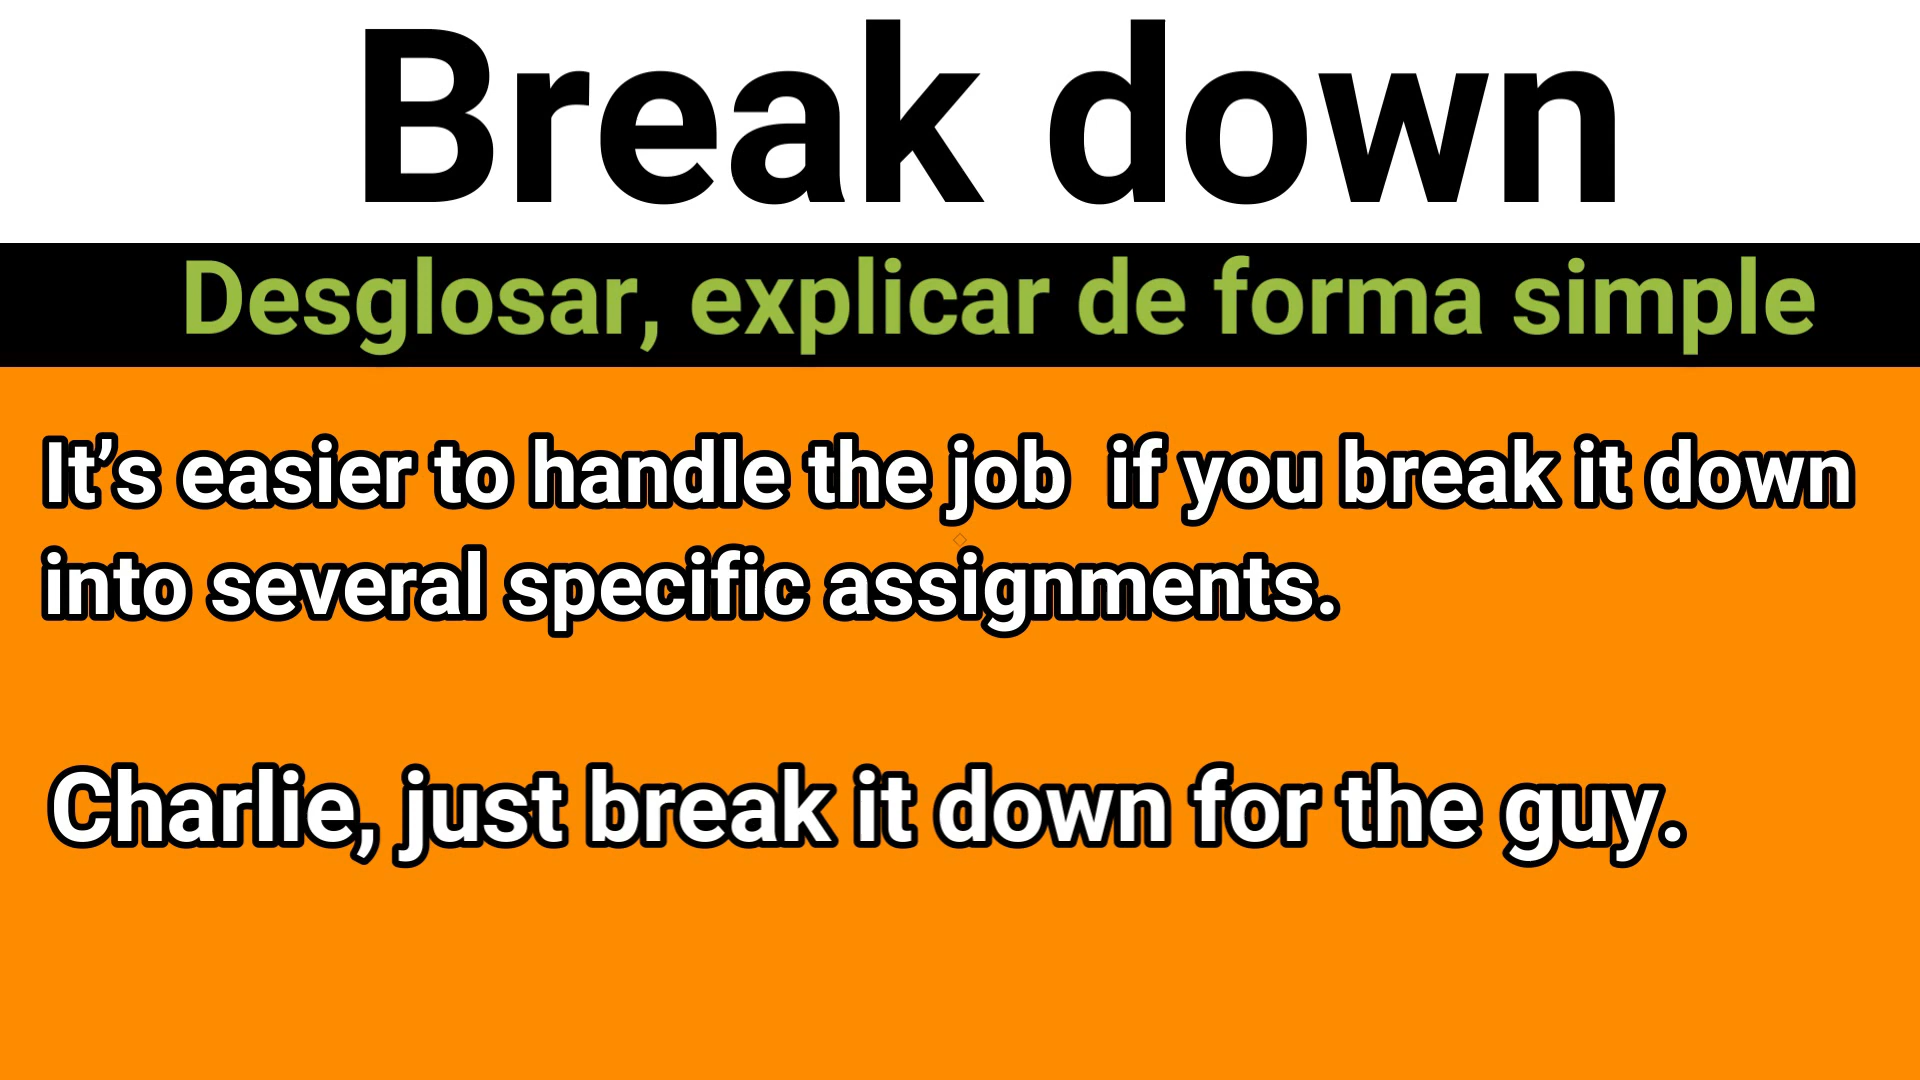 Break down
Desglosar, explicar de forma simple
It’s easier to handle the job  if you break it down
into several specific assignments.
Charlie, just break it down for the guy.